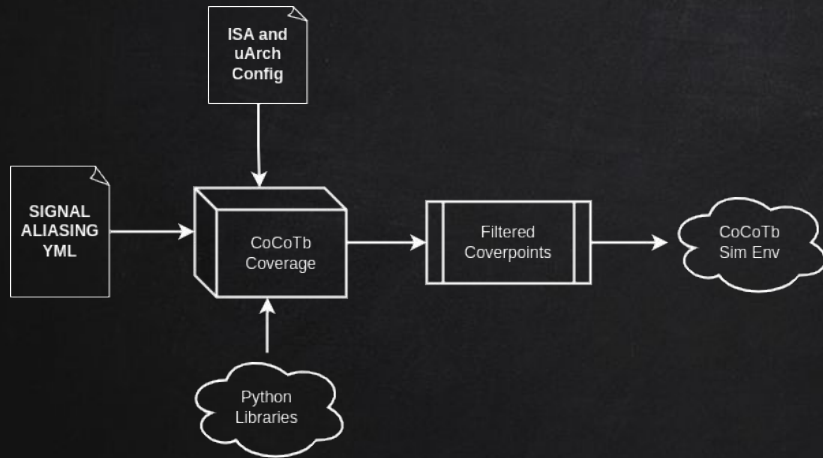 ISA and
uArch
Config
SIGNAL
ALIASING
YML
CoCoTb
Coverage
Filtered
Coverpoints
CoCoTb
Sim Env
Python
Libraries